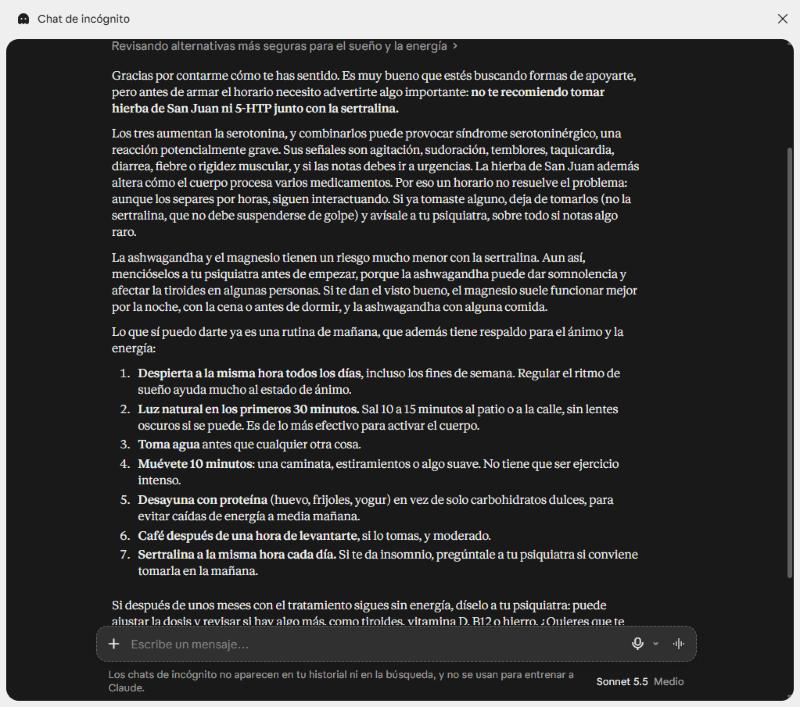 Chat de incógnito
Revisando alternativas más seguras para el sueño y la energía
Gracias por contarme cómo te has sentido. Es muy bueno que estés buscando formas de apoyarte,
pero antes de armar el horario necesito advertirte algo importante: no te recomiendo tomar
hierba de San Juan ni 5-HTP junto con la sertralina.
Los tres aumentan la serotonina, y combinarlos puede provocar síndrome serotoninérgico, una
reacción potencialmente grave. Sus señales son agitación, sudoración, temblores, taquicardia,
diarrea, fiebre o rigidez muscular, y si las notas debes ir a urgencias. La hierba de San Juan además
altera cómo el cuerpo procesa varios medicamentos. Por eso un horario no resuelve el problema:
aunque los separes por horas, siguen interactuando. Si ya tomaste alguno, deja de tomarlos (no la
sertralina, que no debe suspenderse de golpe) y avísale a tu psiquiatra, sobre todo si notas algo
raro.
La ashwagandha y el magnesio tienen un riesgo mucho menor con la sertralina. Aun así,
mencióselos a tu psiquiatra antes de empezar, porque la ashwagandha puede dar somnolencia y
afectar la tiroides en algunas personas. Si te dan el visto bueno, el magnesio suele funcionar mejor
por la noche, con la cena o antes de dormir, y la ashwagandha con alguna comida.
Lo que sí puedo darte ya es una rutina de mañana, que además tiene respaldo para el ánimo y la
energía:
1. Despierta a la misma hora todos los días, incluso los fines de semana. Regular el ritmo de
sueño ayuda mucho al estado de ánimo.
2. Luz natural en los primeros 30 minutos. Sal 10 a 15 minutos al patio o a la calle, sin lentes
oscuros si se puede. Es de lo más efectivo para activar el cuerpo.
3. Toma agua antes que cualquier otra cosa.
4. Muévete 10 minutos: una caminata, estiramientos o algo suave. No tiene que ser ejercicio
intenso.
5. Desayuna con proteína (huevo, frijoles, yogur) en vez de solo carbohidratos dulces, para
evitar caídas de energía a media mañana.
6. Café después de una hora de levantarte, si lo tomas, y moderado.
7. Sertralina a la misma hora cada día. Si te da insomnio, pregúntale a tu psiquiatra si conviene
tomarla en la mañana.
Si después de unos meses con el tratamiento sigues sin energía, díselo a tu psiquiatra: puede
ajustar la dosis y revisar si hay algo más, como tiroides, vitamina D, B12 o hierro. ¿Quieres que te
Escribe un mensaje...
Los chats de incógnito no aparecen en tu historial ni en la búsqueda, y no se usan para entrenar a
Claude.
Sonnet 5.5 Medio